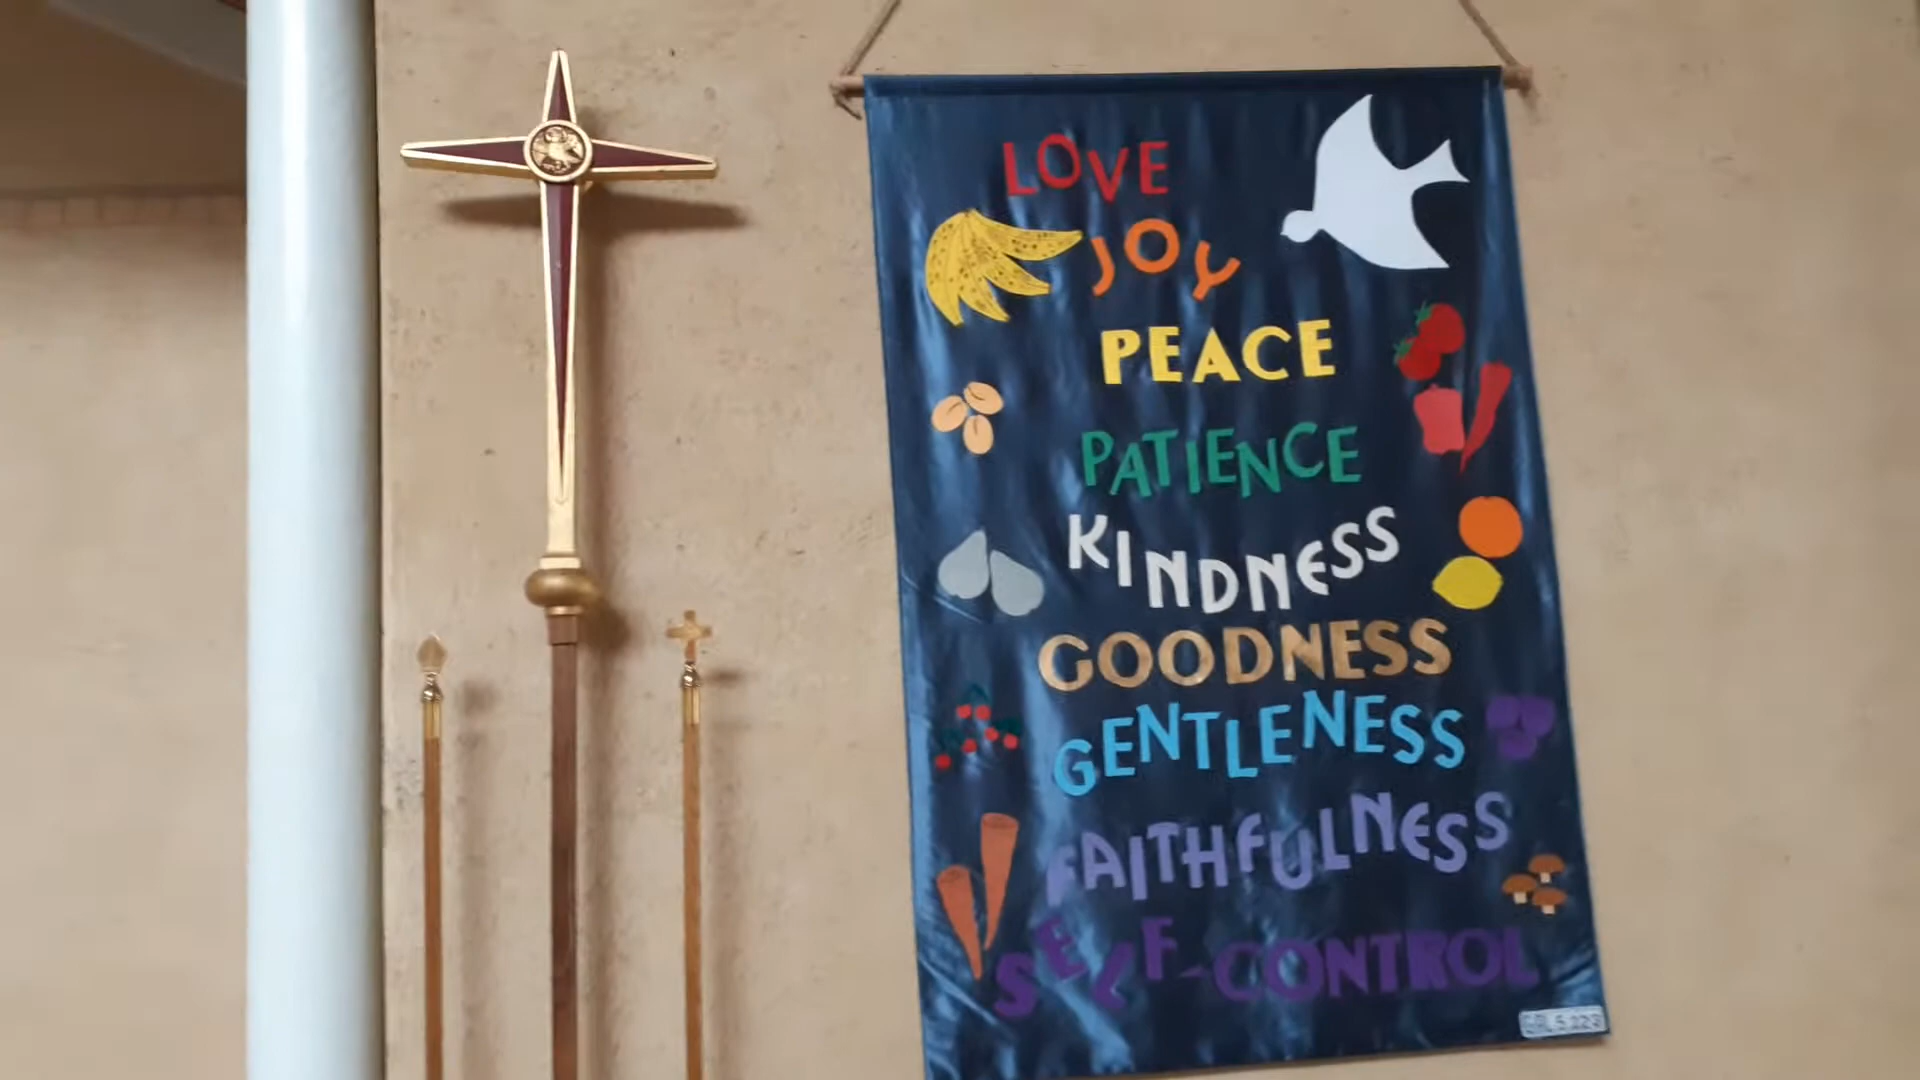 LOVE
JOY
PEACE
PATIENCE
KINDNESS
GOODNESS
GENTLENESS
FAITHFULNESS
SELF-CONTROL